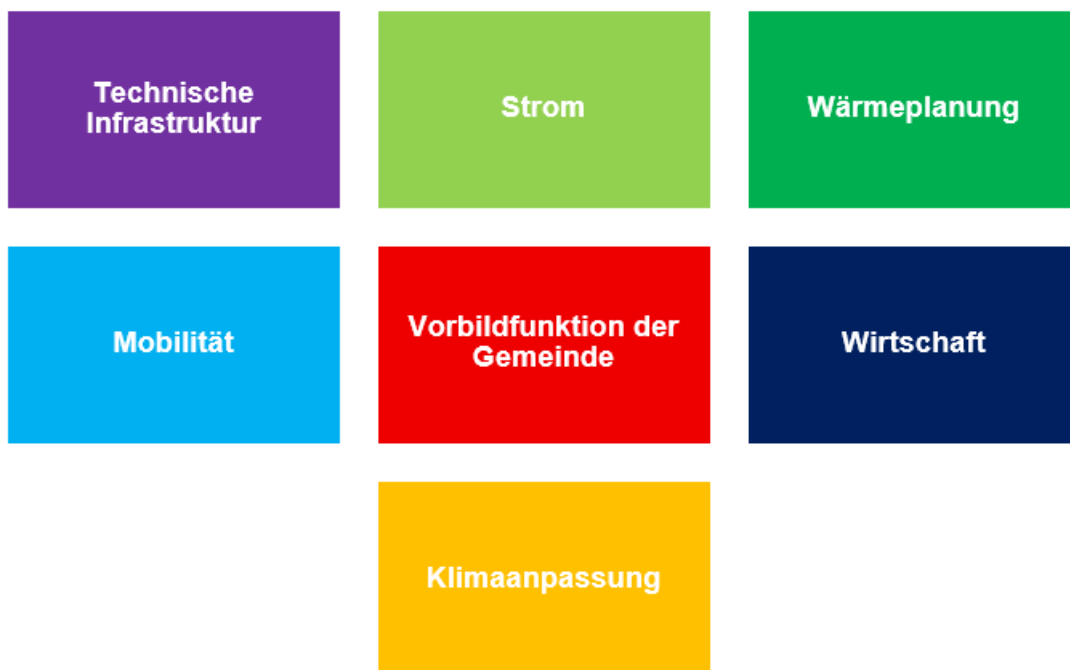 Technische
Infrastruktur
Strom
Wärmeplanung
Mobilität
Vorbildfunktion der
Gemeinde
Wirtschaft
Klimaanpassung